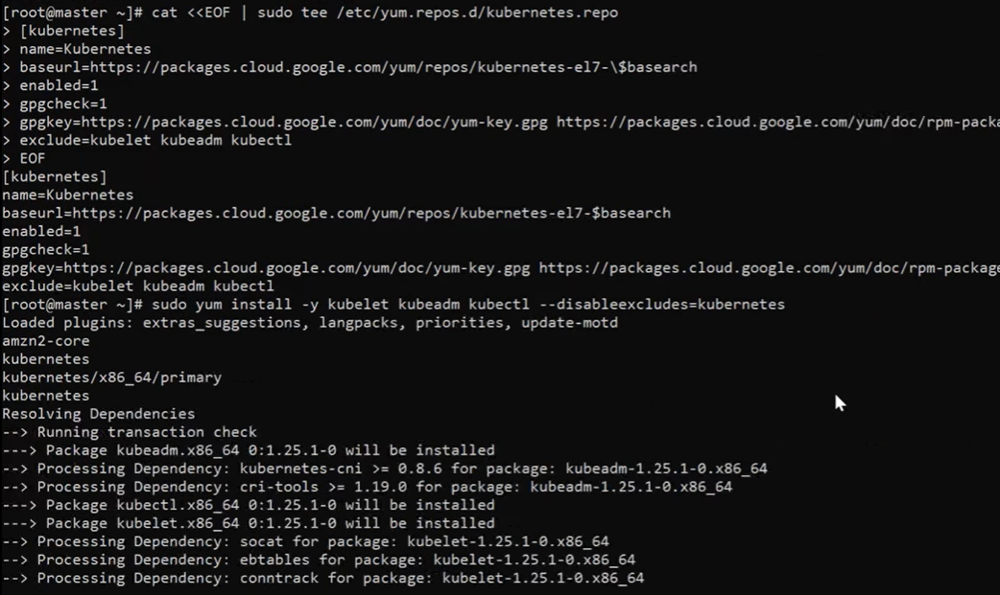 [root@master ~]# cat <<EOF | sudo tee /etc/yum.repos.d/kubernetes.repo
> [kubernetes]
> name=Kubernetes
> baseurl=https://packages.cloud.google.com/yum/repos/kubernetes-el7-\$basearch
> enabled=1
> gpgcheck=1
> gpgkey=https://packages.cloud.google.com/yum/doc/yum-key.gpg https://packages.cloud.google.com/yum/doc/rpm-packa
> exclude=kubelet kubeadm kubectl
> EOF
[kubernetes]
name=Kubernetes
baseurl=https://packages.cloud.google.com/yum/repos/kubernetes-el7-$basearch
enabled=1
gpgcheck=1
gpgkey=https://packages.cloud.google.com/yum/doc/yum-key.gpg https://packages.cloud.google.com/yum/doc/rpm-package
exclude=kubelet kubeadm kubectl
[root@master ~]# sudo yum install -y kubelet kubeadm kubectl --disableexcludes=kubernetes
Loaded plugins: extras_suggestions, langpacks, priorities, update-motd
amzn2-core
kubernetes
kubernetes/x86_64/primary
kubernetes
Resolving Dependencies
--> Running transaction check
---> Package kubeadm.x86_64 0:1.25.1-0 will be installed
--> Processing Dependency: kubernetes-cni >= 0.8.6 for package: kubeadm-1.25.1-0.x86_64
--> Processing Dependency: cri-tools >= 1.19.0 for package: kubeadm-1.25.1-0.x86_64
---> Package kubectl.x86_64 0:1.25.1-0 will be installed
---> Package kubelet.x86_64 0:1.25.1-0 will be installed
--> Processing Dependency: socat for package: kubelet-1.25.1-0.x86_64
--> Processing Dependency: ebtables for package: kubelet-1.25.1-0.x86_64
--> Processing Dependency: conntrack for package: kubelet-1.25.1-0.x86_64